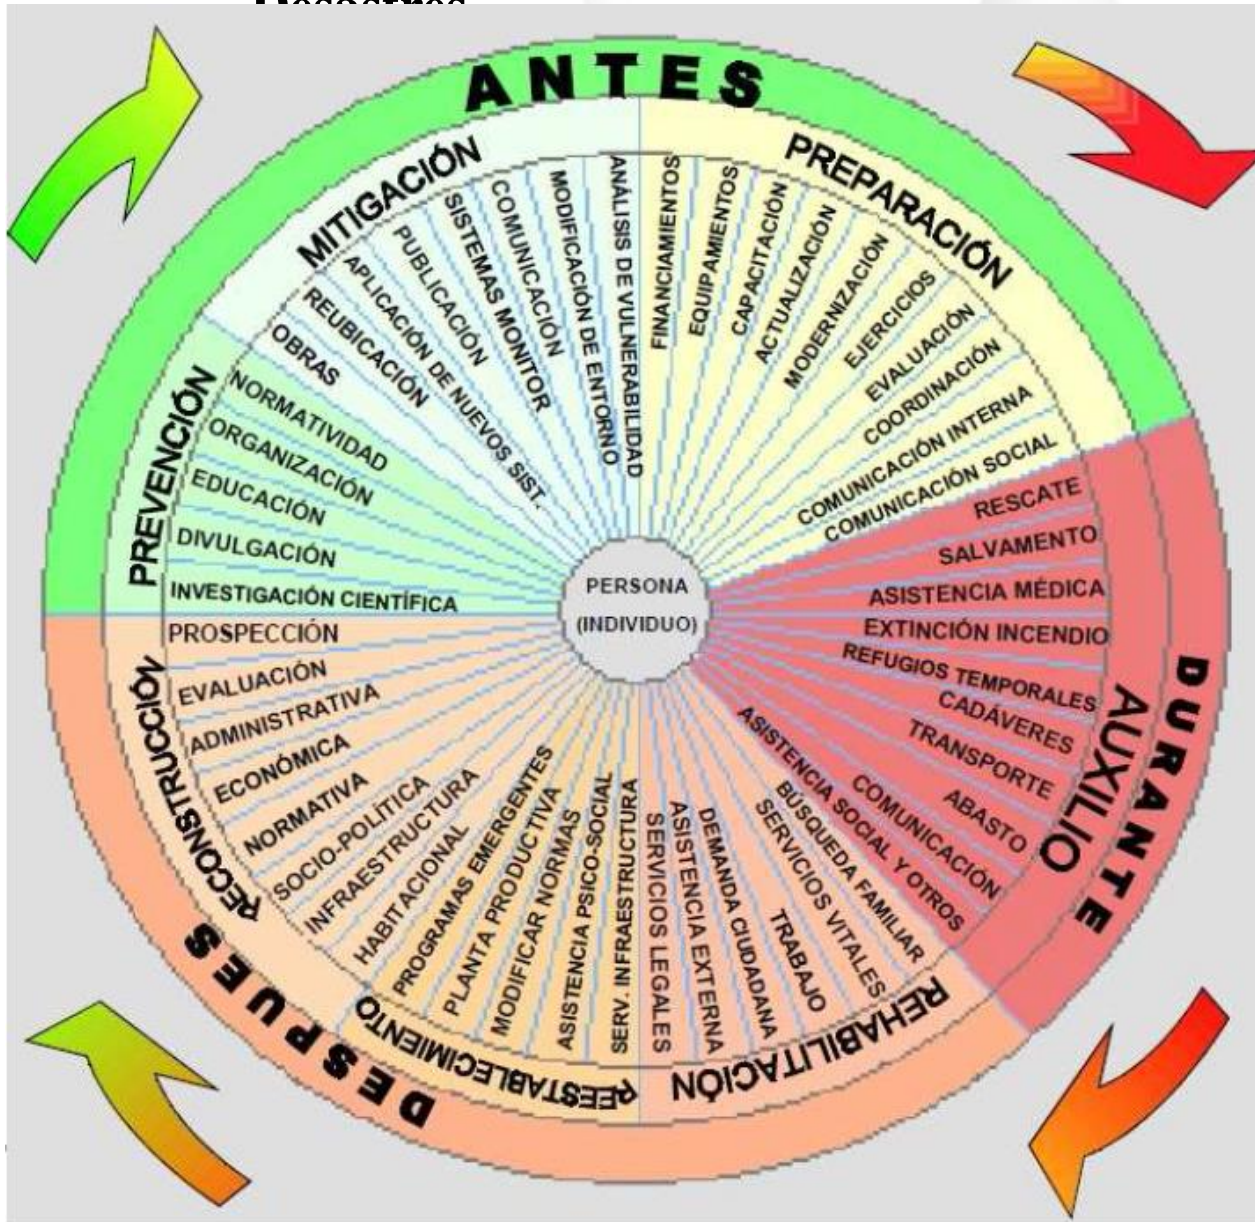 Desastres
ANTES
MITIGACIÓN
OBRAS
REUBICACIÓN
APLICACIÓN DE NUEVOS SIST.
PUBLICACIÓN
SISTEMAS MONITOR
COMUNICACIÓN
MODIFICACIÓN DE ENTORNO
ANÁLISIS DE VULNERABILIDAD
PREPARACIÓN
FINANCIAMIENTOS
EQUIPAMIENTOS
CAPACITACIÓN
ACTUALIZACIÓN
MODERNIZACIÓN
EJERCICIOS
EVALUACIÓN
COORDINACIÓN
COMUNICACIÓN INTERNA
COMUNICACIÓN SOCIAL
DURANTE
AUXILIO
RESCATE
SALVAMENTO
ASISTENCIA MÉDICA
EXTINCIÓN INCENDIO
REFUGIOS TEMPORALES
CADÁVERES
TRANSPORTE
ABASTO
COMUNICACIÓN
ASISTENCIA SOCIAL Y OTROS
DESPUES
REHABILITACIÓN
BÚSQUEDA FAMILIAR
SERVICIOS VITALES
TRABAJO
DEMANDA CIUDADANA
ASISTENCIA EXTERNA
SERVICIOS LEGALES
REESTABLECIMIENTO
SERV. INFRAESTRUCTURA
ASISTENCIA PSICO-SOCIAL
MODIFICAR NORMAS
PLANTA PRODUCTIVA
PROGRAMAS EMERGENTES
RECONSTRUCCIÓN
HABITACIONAL
INFRAESTRUCTURA
SOCIO-POLÍTICA
NORMATIVA
ECONÓMICA
ADMINISTRATIVA
EVALUACIÓN
PROSPECCIÓN
PREVENCIÓN
INVESTIGACIÓN CIENTÍFICA
DIVULGACIÓN
EDUCACIÓN
ORGANIZACIÓN
NORMATIVIDAD
PERSONA
(INDIVIDUO)